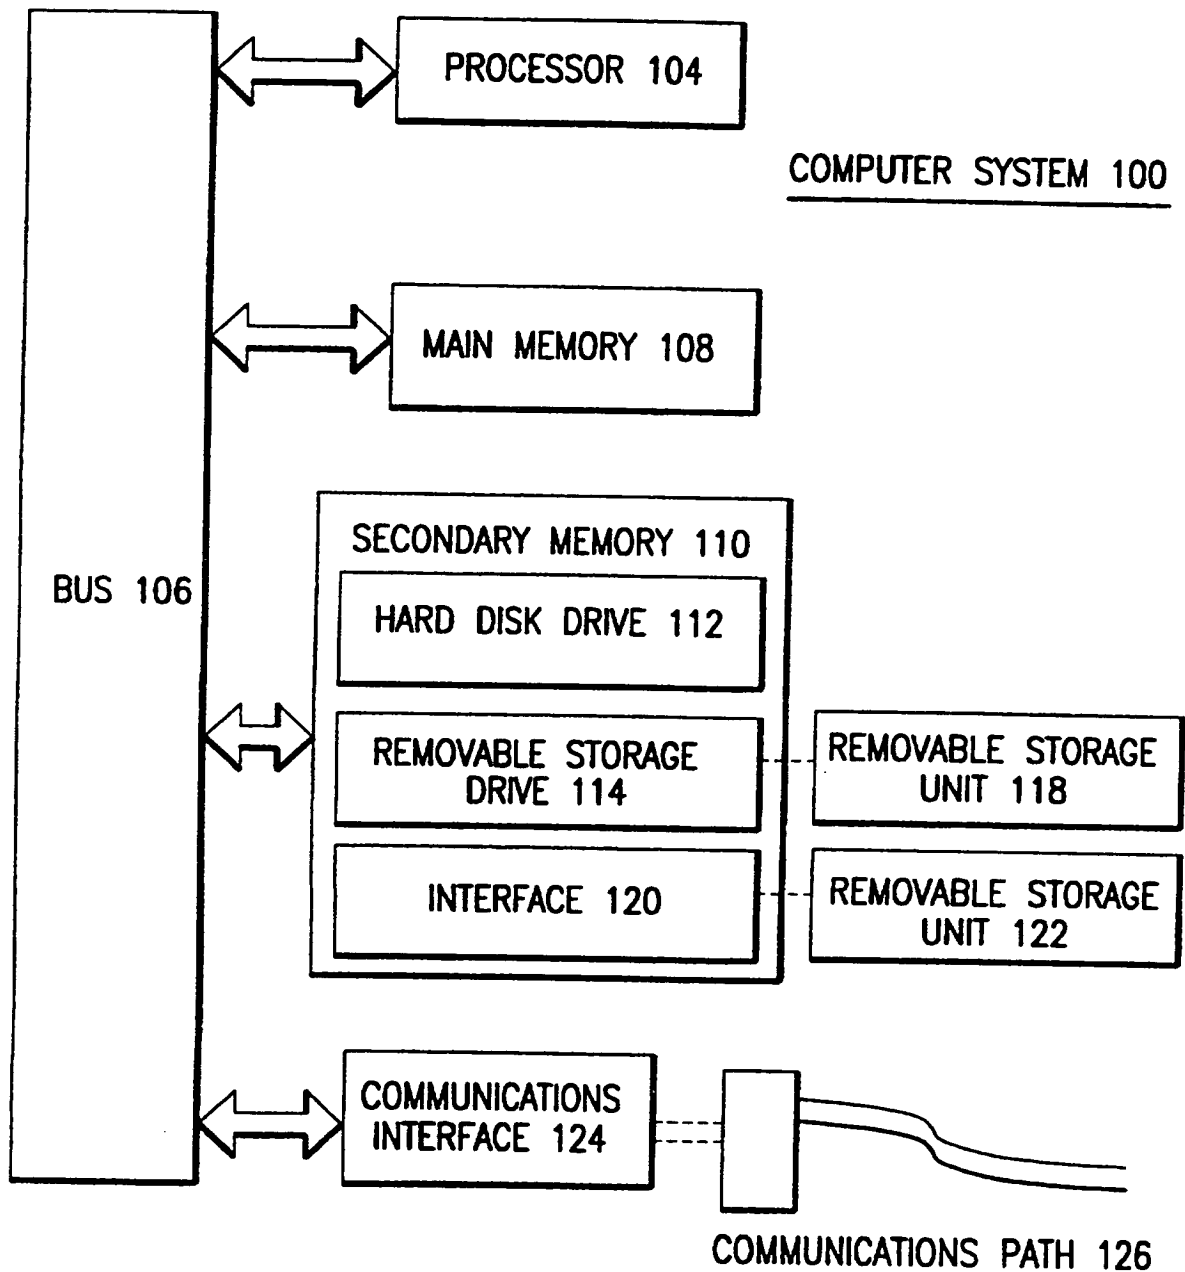 PROCESSOR 104
COMPUTER SYSTEM 100
MAIN MEMORY 108
BUS 106
SECONDARY MEMORY 110
HARD DISK DRIVE 112
REMOVABLE STORAGE
DRIVE 114
REMOVABLE STORAGE
UNIT 118
INTERFACE 120
REMOVABLE STORAGE
UNIT 122
COMMUNICATIONS
INTERFACE 124
COMMUNICATIONS PATH 126